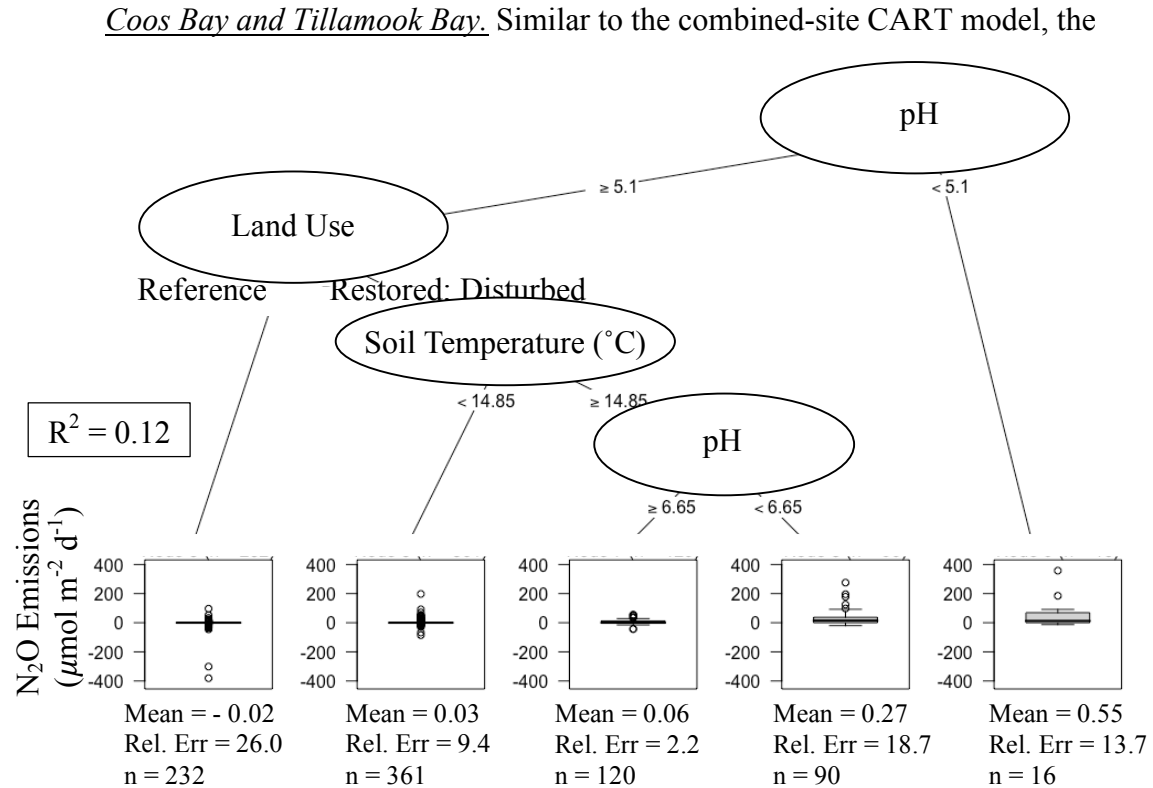 Coos Bay and Tillamook Bay. Similar to the combined-site CART model, the
pH
≥ 5.1
< 5.1
Land Use
Reference
Restored: Disturbed
Soil Temperature (˚C)
< 14.85
≥ 14.85
R² = 0.12
pH
≥ 6.65
< 6.65
N₂O Emissions
(µmol m⁻² d⁻¹)
400
200
0
-200
-400
400
200
0
-200
-400
400
200
0
-200
-400
400
200
0
-200
-400
400
200
0
-200
-400
Mean = - 0.02
Rel. Err = 26.0
n = 232
Mean = 0.03
Rel. Err = 9.4
n = 361
Mean = 0.06
Rel. Err = 2.2
n = 120
Mean = 0.27
Rel. Err = 18.7
n = 90
Mean = 0.55
Rel. Err = 13.7
n = 16